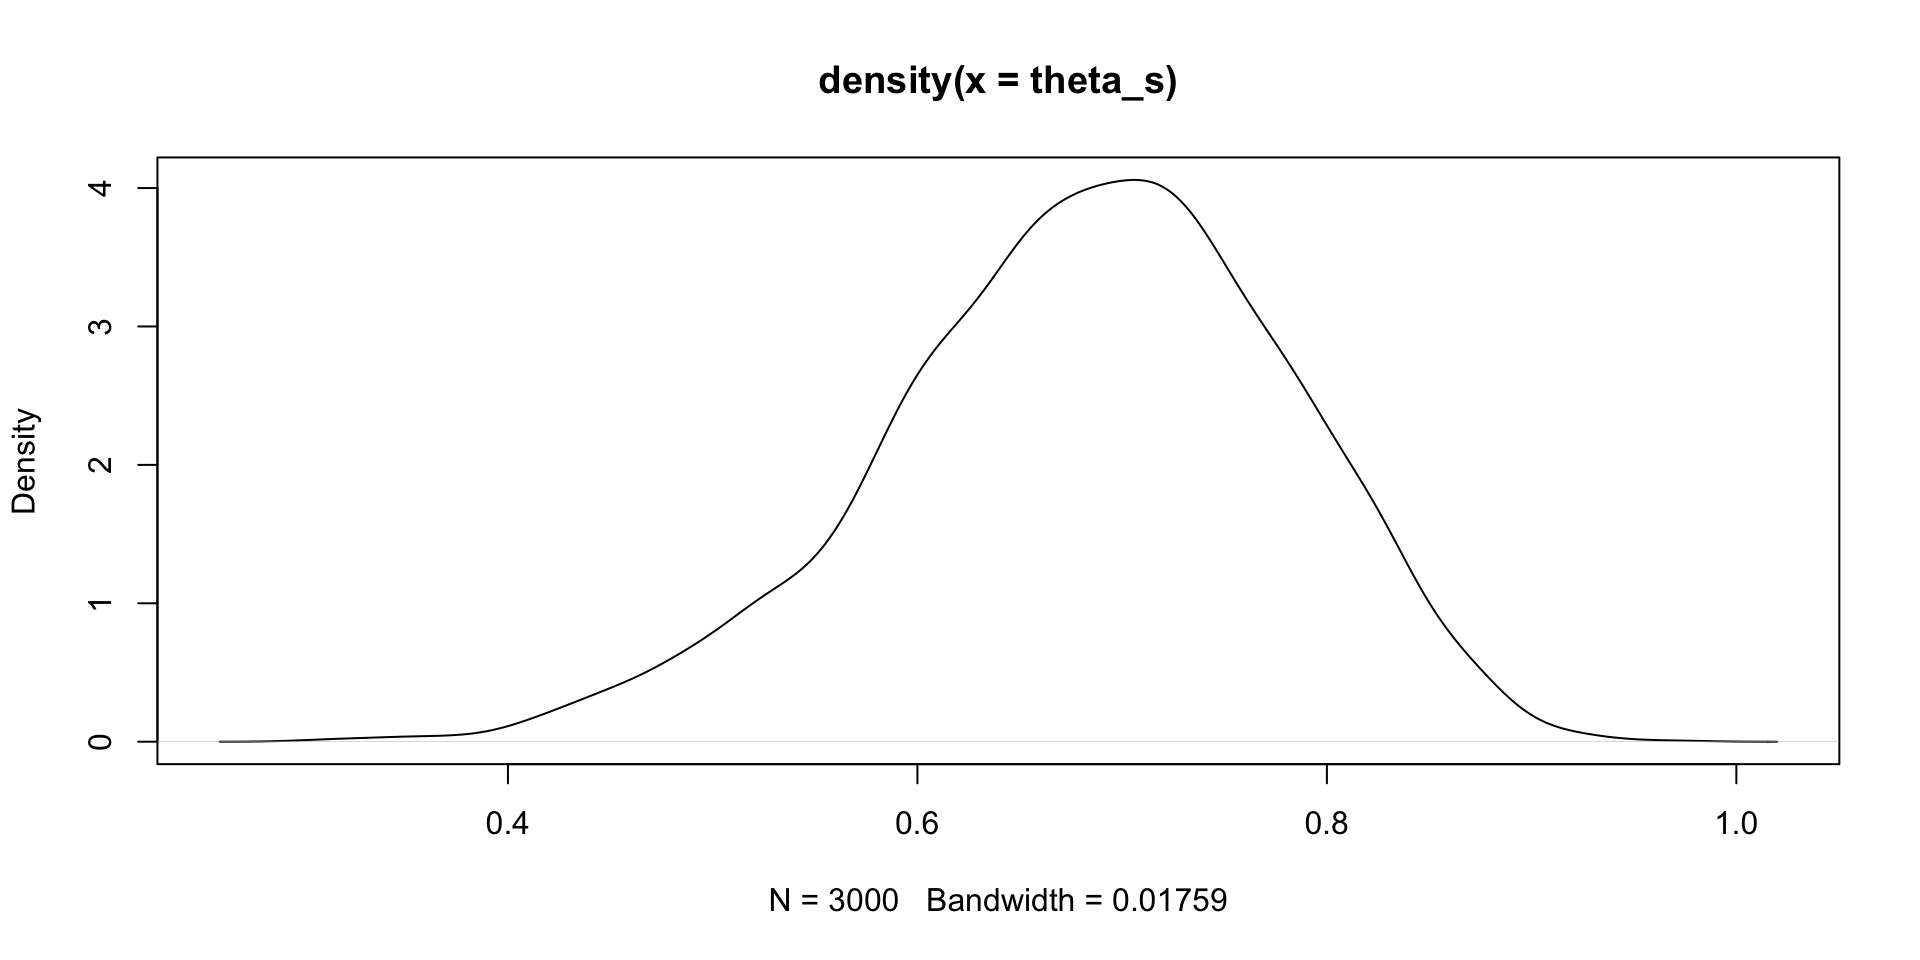 density(x = theta_s)
Density
4
3
2
1
0
0.4 0.6 0.8 1.0
N = 3000 Bandwidth = 0.01759